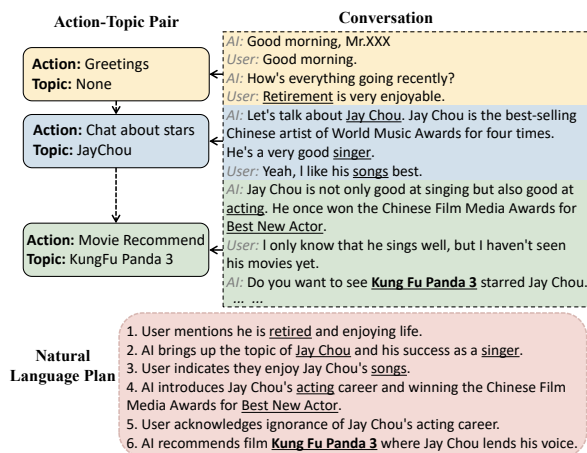 Action-Topic Pair
Conversation
Action: Greetings
Topic: None
Action: Chat about stars
Topic: JayChou
Action: Movie Recommend
Topic: KungFu Panda 3
AI: Good morning, Mr.XXX
User: Good morning.
AI: How's everything going recently?
User: Retirement is very enjoyable.
AI: Let's talk about Jay Chou. Jay Chou is the best-selling
Chinese artist of World Music Awards for four times.
He's a very good singer.
User: Yeah, I like his songs best.
AI: Jay Chou is not only good at singing but also good at
acting. He once won the Chinese Film Media Awards for
Best New Actor.
User: I only know that he sings well, but I haven't seen
his movies yet.
AI: Do you want to see Kung Fu Panda 3 starred Jay Chou.
... ...
Natural
Language Plan
1. User mentions he is retired and enjoying life.
2. AI brings up the topic of Jay Chou and his success as a singer.
3. User indicates they enjoy Jay Chou's songs.
4. AI introduces Jay Chou's acting career and winning the Chinese Film
Media Awards for Best New Actor.
5. User acknowledges ignorance of Jay Chou's acting career.
6. AI recommends film Kung Fu Panda 3 where Jay Chou lends his voice.